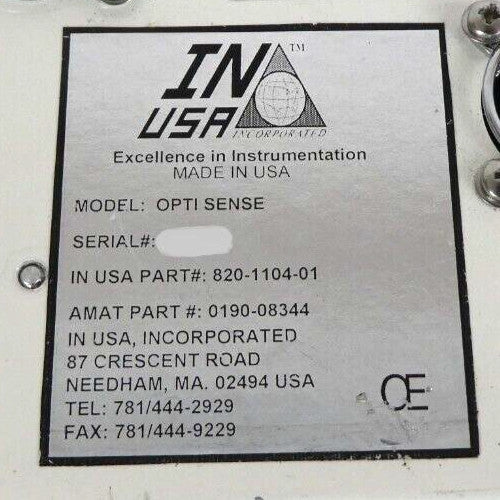 IN
USA
TM
INCORPORATED
Excellence in Instrumentation
MADE IN USA
MODEL: OPTI SENSE
SERIAL#:
IN USA PART#: 820-1104-01
AMAT PART #: 0190-08344
IN USA, INCORPORATED
87 CRESCENT ROAD
NEEDHAM, MA. 02494 USA
TEL: 781/444-2929
FAX: 781/444-9229
CE